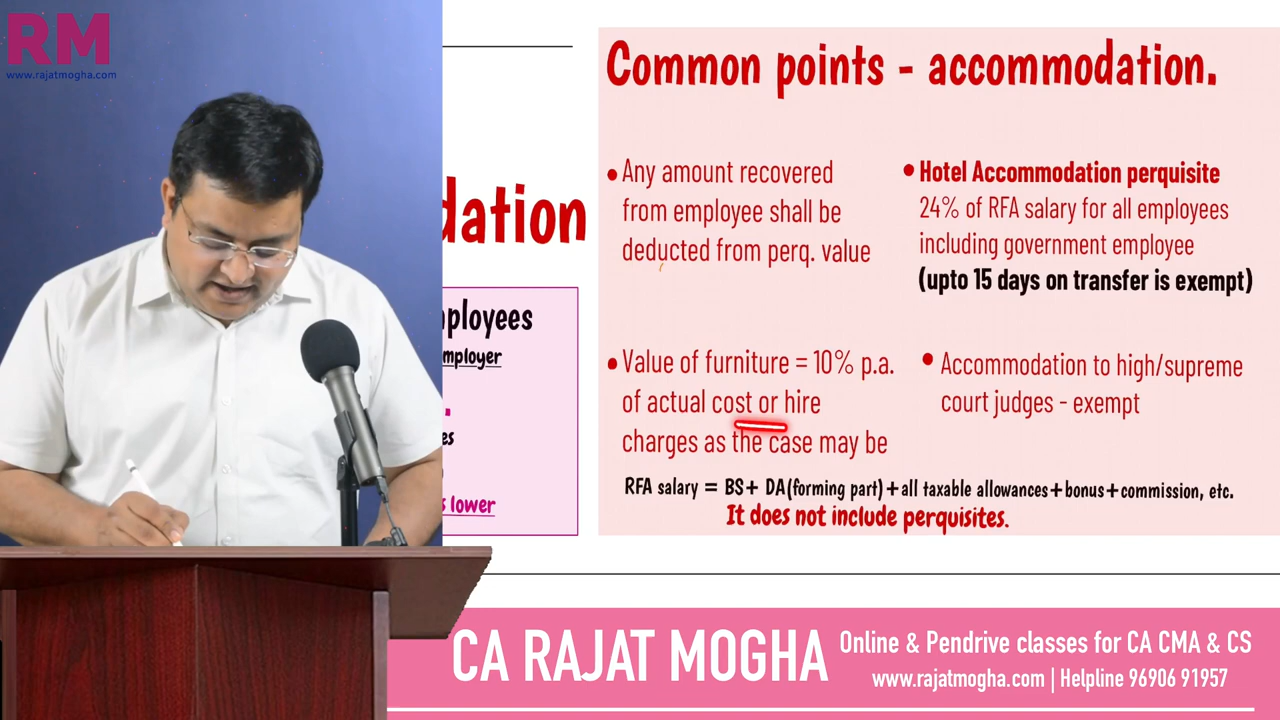 RM
www.rajatmogha.com
dation
ployees
mployer
es
s lower
Common points - accommodation.
• Any amount recovered
from employee shall be
deducted from perq. value
• Hotel Accommodation perquisite
24% of RFA salary for all employees
including government employee
(upto 15 days on transfer is exempt)
• Value of furniture = 10% p.a.
of actual cost or hire
charges as the case may be
• Accommodation to high/supreme
court judges - exempt
RFA salary = BS+ DA(forming part)+all taxable allowances+bonus+commission, etc.
It does not include perquisites.
CA RAJAT MOGHA
Online & Pendrive classes for CA CMA & CS
www.rajatmogha.com | Helpline 96906 91957